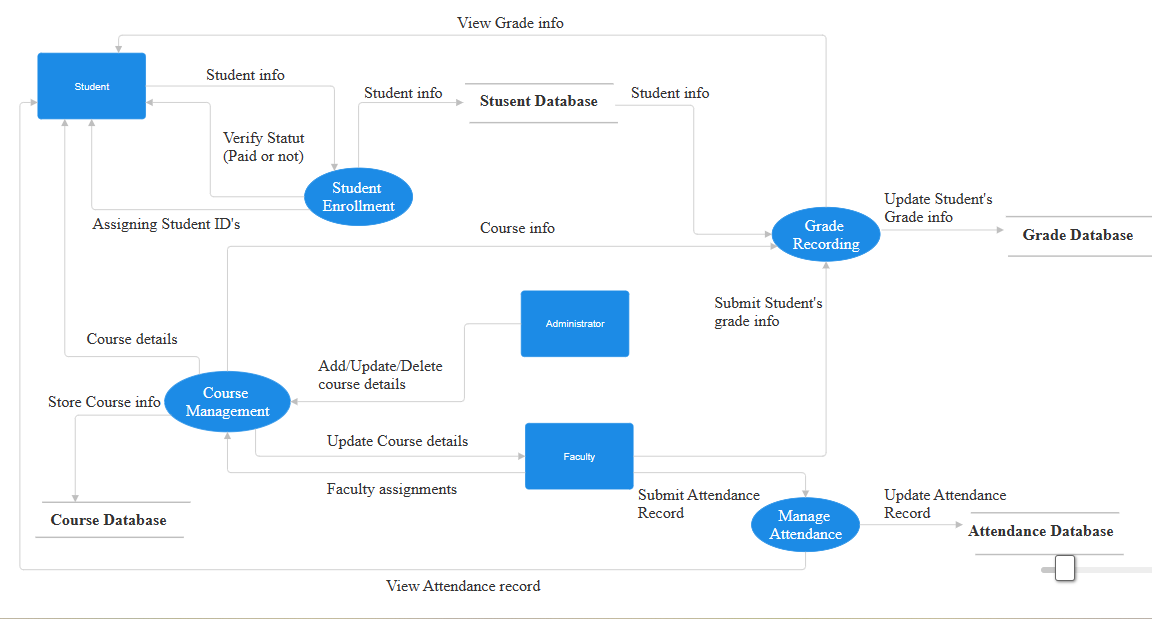 View Grade info
Student
Student info
Student info
Stusent Database
Student info
Verify Statut
(Paid or not)
Student
Enrollment
Assigning Student ID's
Course info
Grade
Recording
Update Student's
Grade info
Grade Database
Submit Student's
grade info
Administrator
Course details
Add/Update/Delete
course details
Store Course info
Course
Management
Update Course details
Faculty
Faculty assignments
Submit Attendance
Record
Manage
Attendance
Update Attendance
Record
Course Database
Attendance Database
View Attendance record